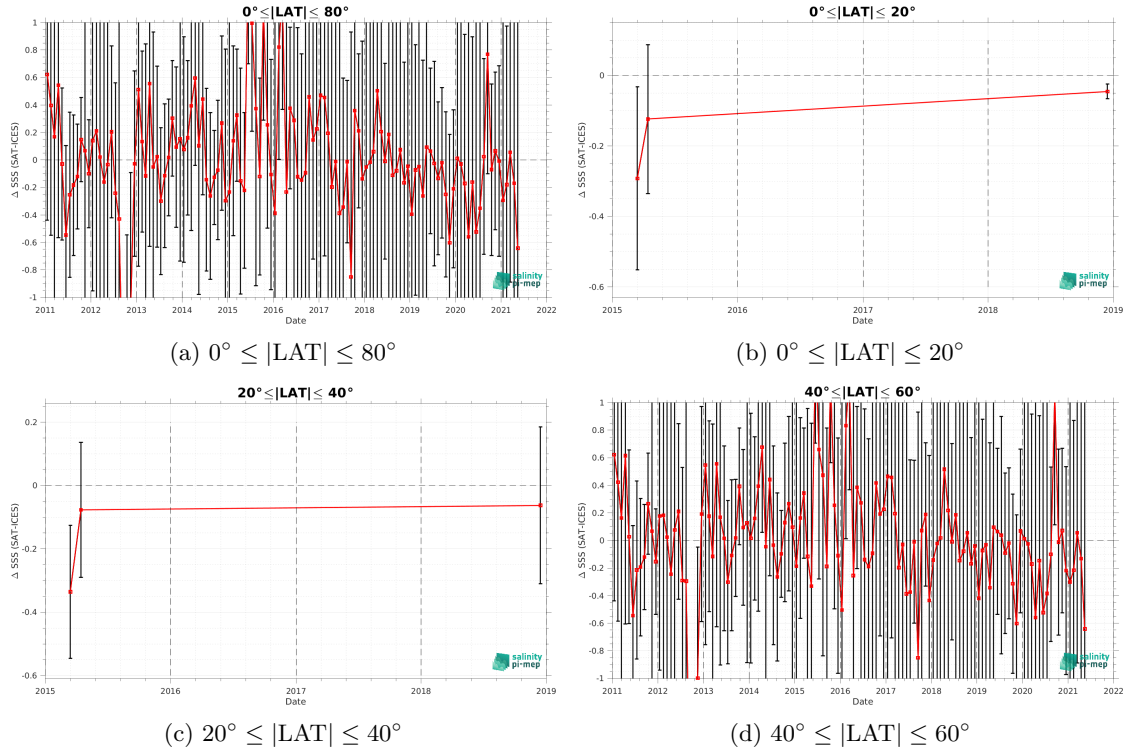 0°≤|LAT|≤ 80°
Δ SSS (SAT-ICES)
1
0.8
0.6
0.4
0.2
0
-0.2
-0.4
-0.6
-0.8
-1
2011 2012 2013 2014 2015 2016 2017 2018 2019 2020 2021 2022
Date
salinity
pi-mep
(a) 0° ≤ |LAT| ≤ 80°
0°≤|LAT|≤ 20°
Δ SSS (SAT-ICES)
0
-0.2
-0.4
-0.6
2015 2016 2017 2018 2019
Date
salinity
pi-mep
(b) 0° ≤ |LAT| ≤ 20°
20°≤|LAT|≤ 40°
Δ SSS (SAT-ICES)
0.2
0
-0.2
-0.4
-0.6
2015 2016 2017 2018 2019
Date
salinity
pi-mep
(c) 20° ≤ |LAT| ≤ 40°
40°≤|LAT|≤ 60°
Δ SSS (SAT-ICES)
1
0.8
0.6
0.4
0.2
0
-0.2
-0.4
-0.6
-0.8
-1
2011 2012 2013 2014 2015 2016 2017 2018 2019 2020 2021 2022
Date
salinity
pi-mep
(d) 40° ≤ |LAT| ≤ 60°